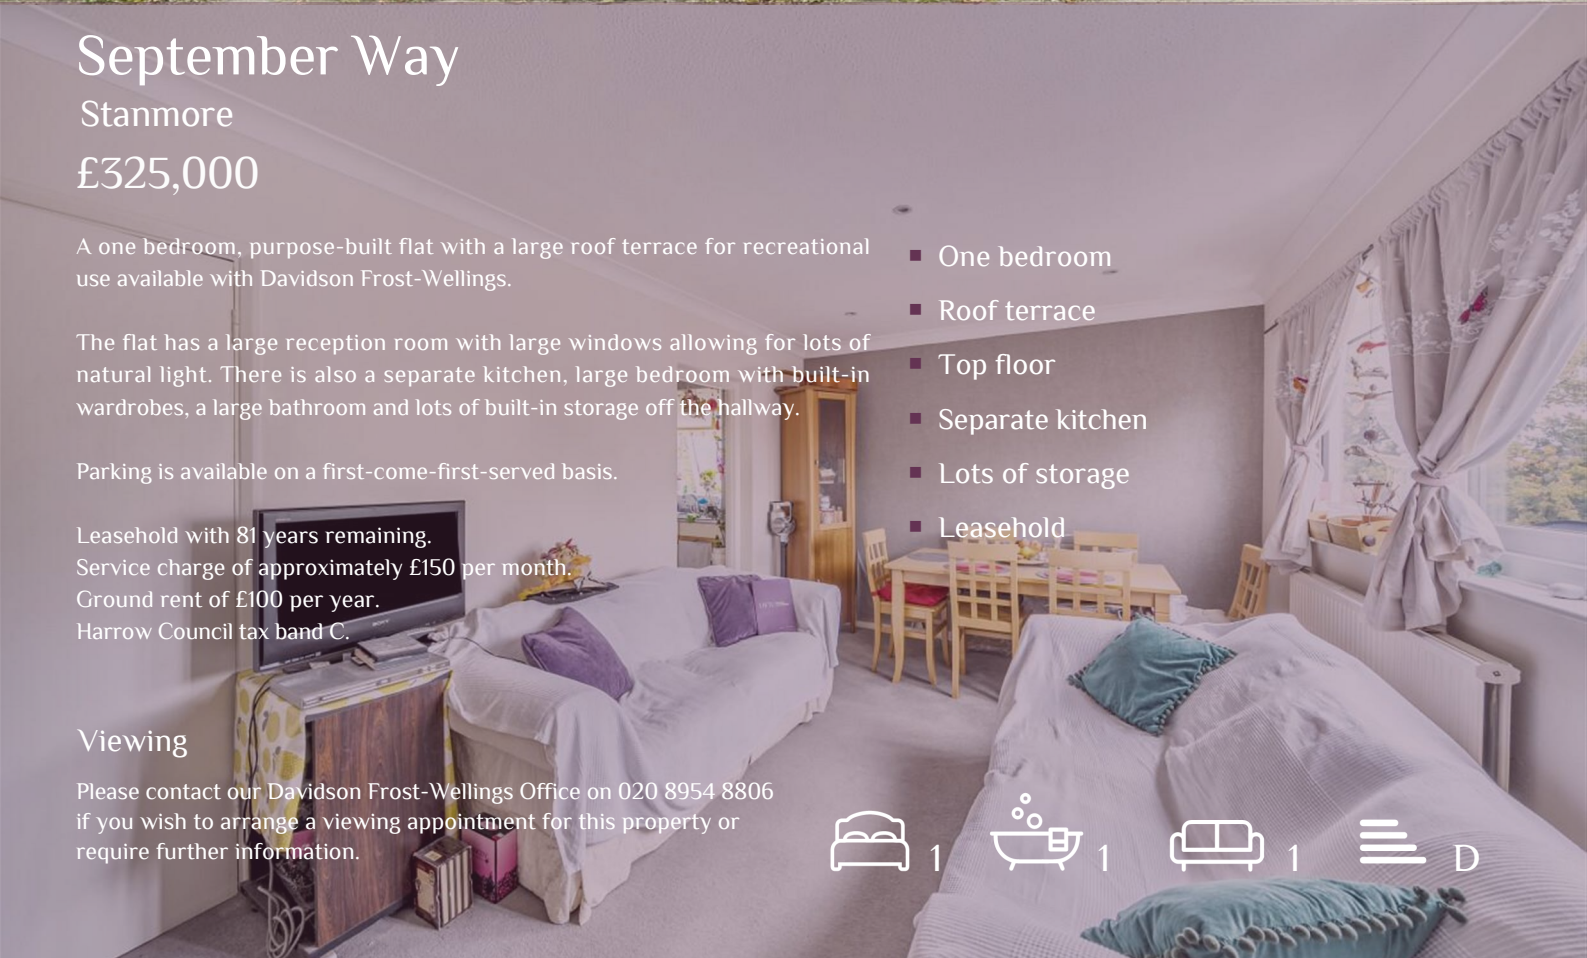 September Way
Stanmore
£325,000
A one bedroom, purpose-built flat with a large roof terrace for recreational
use available with Davidson Frost-Wellings.
The flat has a large reception room with large windows allowing for lots of
natural light. There is also a separate kitchen, large bedroom with built-in
wardrobes, a large bathroom and lots of built-in storage off the hallway.
Parking is available on a first-come-first-served basis.
Leasehold with 81 years remaining.
Service charge of approximately £150 per month.
Ground rent of £100 per year.
Harrow Council tax band C.
One bedroom
Roof terrace
Top floor
Separate kitchen
Lots of storage
Leasehold
Viewing
Please contact our Davidson Frost-Wellings Office on 020 8954 8806
if you wish to arrange a viewing appointment for this property or
require further information.
1 1 1 D
SONY